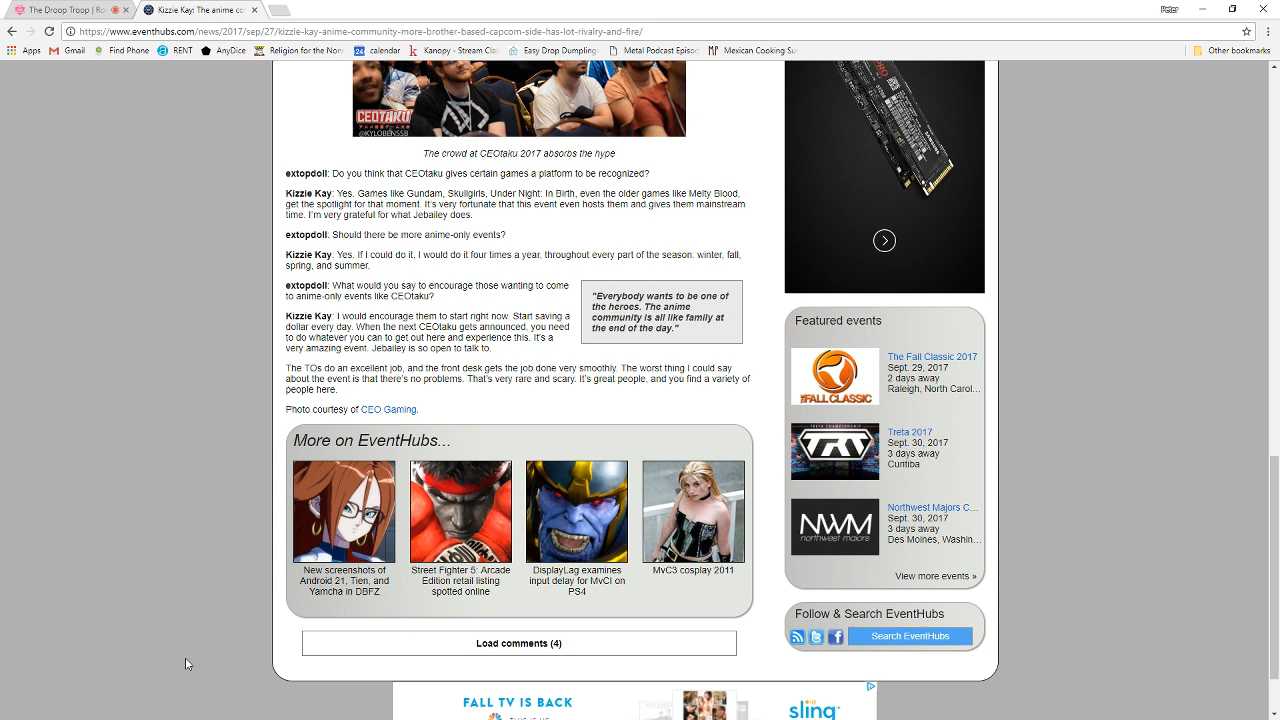 The Droop Troop | Ro
Kizzie Kay: The anime co
Peter
https://www.eventhubs.com/news/2017/sep/27/kizzie-kay-anime-community-more-brother-based-capcom-side-has-lot-rivalry-and-fire/
Apps Gmail Find Phone RENT AnyDice Religion for the Non 24 calendar Kanopy - Stream Clas Easy Drop Dumpling Metal Podcast Episod Mexican Cooking Sup Other bookmarks
CEOTAKU
@KYLOBENSSB
The crowd at CEOtaku 2017 absorbs the hype
extopdoll: Do you think that CEOtaku gives certain games a platform to be recognized?
Kizzie Kay: Yes. Games like Gundam, Skullgirls, Under Night: In Birth, even the older games like Melty Blood,
get the spotlight for that moment. It's very fortunate that this event even hosts them and gives them mainstream
time. I'm very grateful for what Jebailey does.
extopdoll: Should there be more anime-only events?
Kizzie Kay: Yes. If I could do it, I would do it four times a year, throughout every part of the season: winter, fall,
spring, and summer.
extopdoll: What would you say to encourage those wanting to come
to anime-only events like CEOtaku?
"Everybody wants to be one of
the heroes. The anime
community is all like family at
the end of the day."
Kizzie Kay: I would encourage them to start right now. Start saving a
dollar every day. When the next CEOtaku gets announced, you need
to do whatever you can to get out here and experience this. It's a
very amazing event. Jebailey is so open to talk to.
The TOs do an excellent job, and the front desk gets the job done very smoothly. The worst thing I could say
about the event is that there's no problems. That's very rare and scary. It's great people, and you find a variety of
people here.
Photo courtesy of CEO Gaming.
More on EventHubs...
New screenshots of
Android 21, Tien, and
Yamcha in DBFZ
Street Fighter 5: Arcade
Edition retail listing
spotted online
DisplayLag examines
input delay for MvCI on
PS4
MvC3 cosplay 2011
Load comments (4)
PRO
SAMSUNG
Featured events
THE FALL CLASSIC
The Fall Classic 2017
Sept. 29, 2017
2 days away
Raleigh, North Carol...
TRETA CHAMPIONSHIP
TRT
Treta 2017
Sept. 30, 2017
3 days away
Curitiba
NWM
northwest majors
Northwest Majors C...
Sept. 30, 2017
3 days away
Des Moines, Washin...
View more events »
Follow & Search EventHubs
Search EventHubs
FALL TV IS BACK
sling